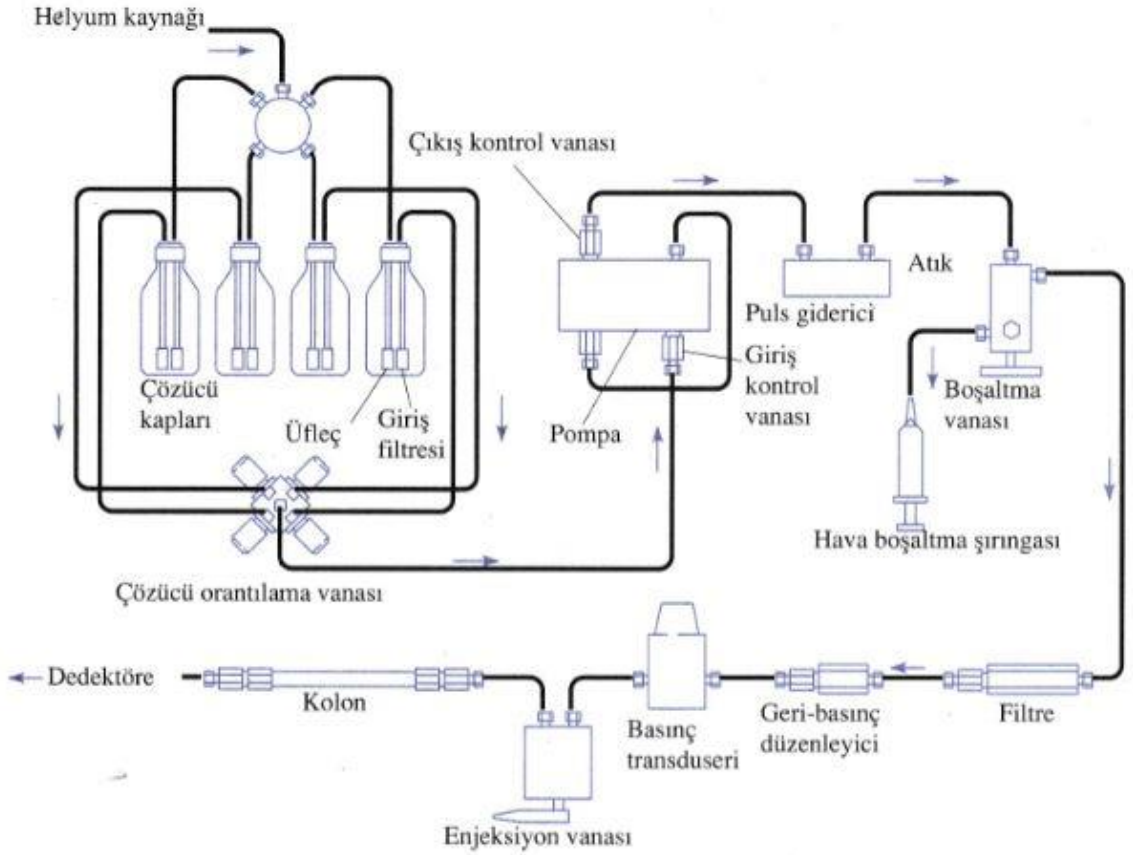 Helyum kaynağı
Çıkış kontrol vanası
Atık
Puls giderici
Giriş
kontrol
vanası
Boşaltma
vanası
Pompa
Çözücü
kapları
Üfleç
Giriş
filtresi
Hava boşaltma şırıngası
Çözücü orantılama vanası
Dedektöre
Kolon
Basınç
transduseri
Geri-basınç
düzenleyici
Filtre
Enjeksiyon vanası